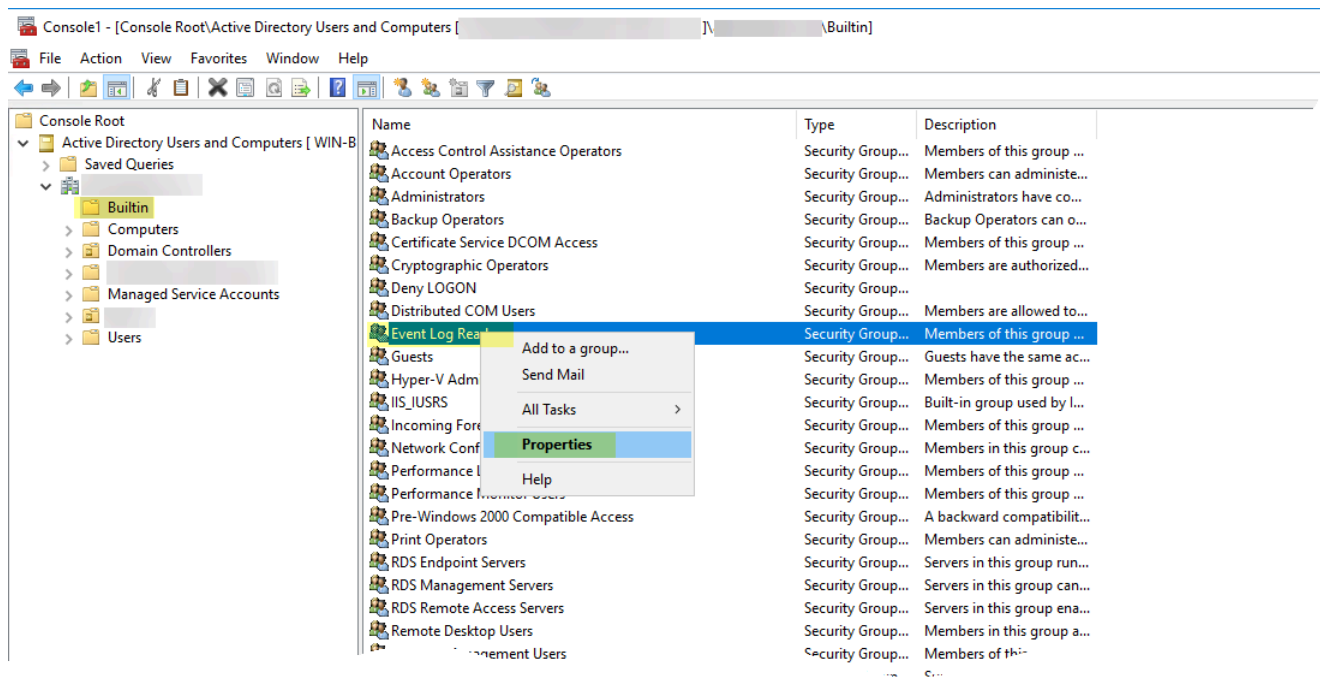 Console1 - [Console Root\Active Directory Users and Computers [ ]\ \Builtin]
File Action View Favorites Window Help
Console Root
Active Directory Users and Computers [ WIN-B
Saved Queries
Builtin
Computers
Domain Controllers
Managed Service Accounts
Users
Name Type Description
Access Control Assistance Operators Security Group... Members of this group ...
Account Operators Security Group... Members can administe...
Administrators Security Group... Administrators have co...
Backup Operators Security Group... Backup Operators can o...
Certificate Service DCOM Access Security Group... Members of this group ...
Cryptographic Operators Security Group... Members are authorized...
Deny LOGON Security Group...
Distributed COM Users Security Group... Members are allowed to...
Event Log Read Security Group... Members of this group ...
Guests Security Group... Guests have the same ac...
Hyper-V Adm Security Group... Members of this group ...
IIS_IUSRS Security Group... Built-in group used by I...
Incoming Fore Security Group... Members of this group ...
Network Conf Security Group... Members in this group c...
Performance L Security Group... Members of this group ...
Performance Monitor Users Security Group... Members of this group ...
Pre-Windows 2000 Compatible Access Security Group... A backward compatibilit...
Print Operators Security Group... Members can administe...
RDS Endpoint Servers Security Group... Servers in this group run...
RDS Management Servers Security Group... Servers in this group can...
RDS Remote Access Servers Security Group... Servers in this group ena...
Remote Desktop Users Security Group... Members in this group a...
Users Security Group... Members of
Add to a group...
Send Mail
All Tasks
Properties
Help